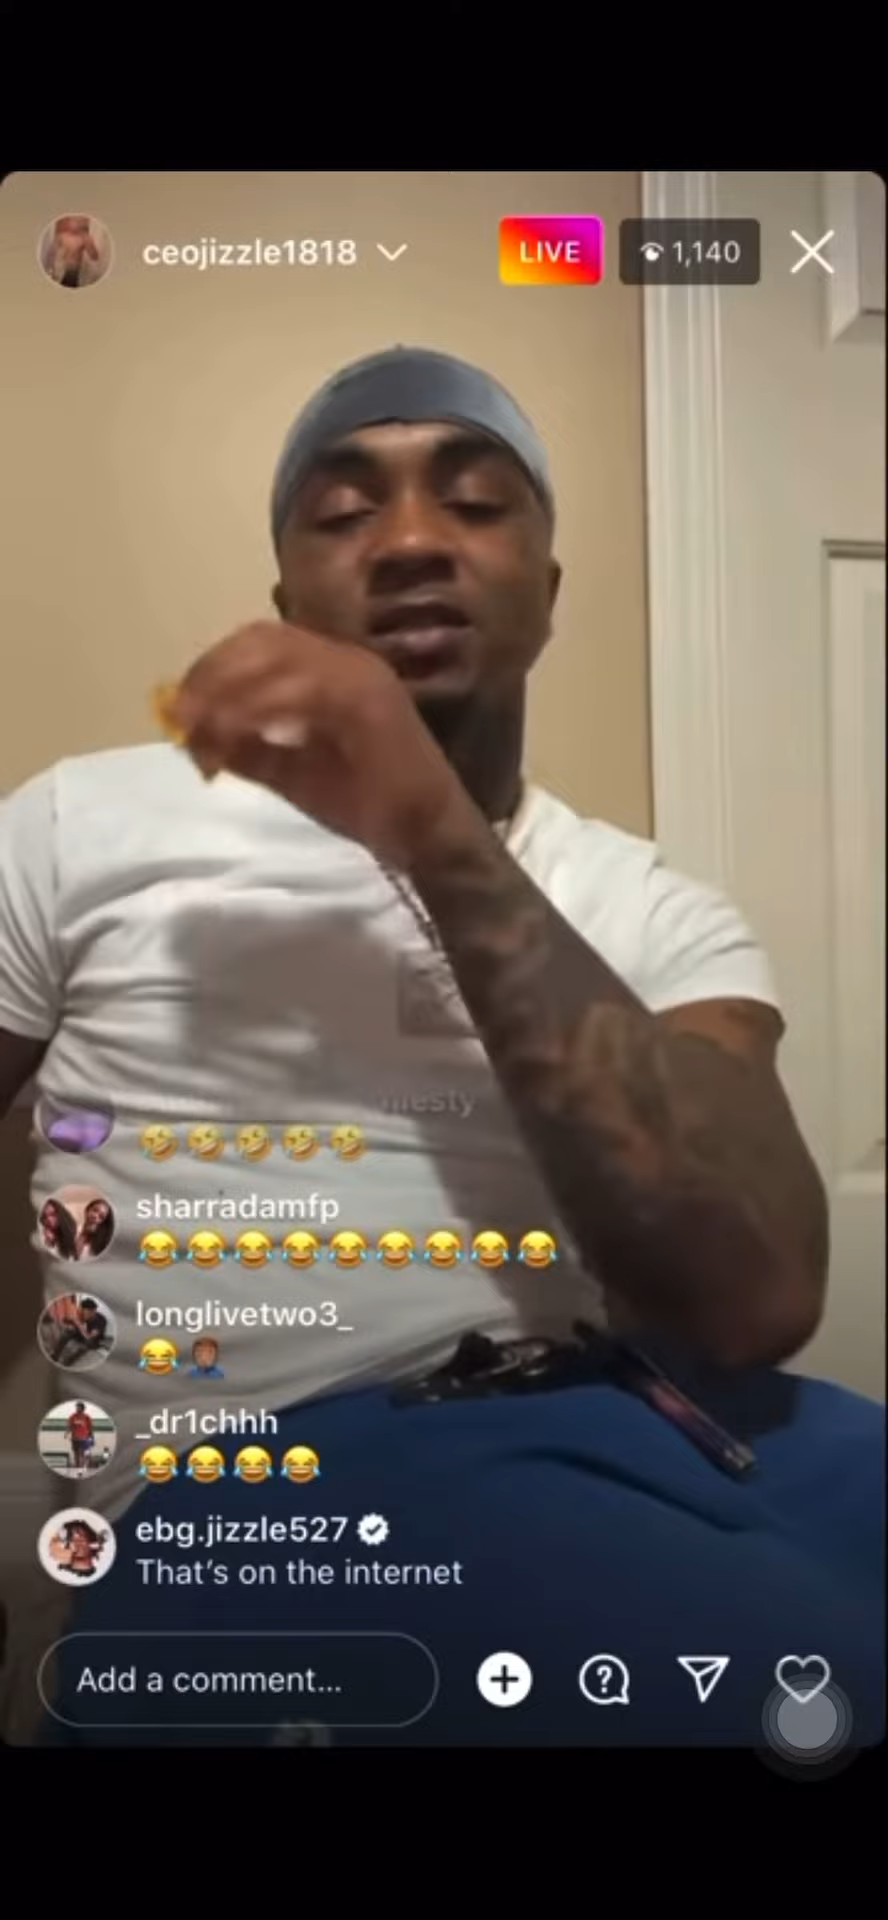 ceojizzle1818
LIVE
1,140
🤣🤣🤣🤣🤣
sharradamfp
😂😂😂😂😂😂😂😂😂
longlivetwo3_
😂🤦🏾‍♂️
_dr1chhh
😂😂😂😂
ebg.jizzle527
That's on the internet
Add a comment...